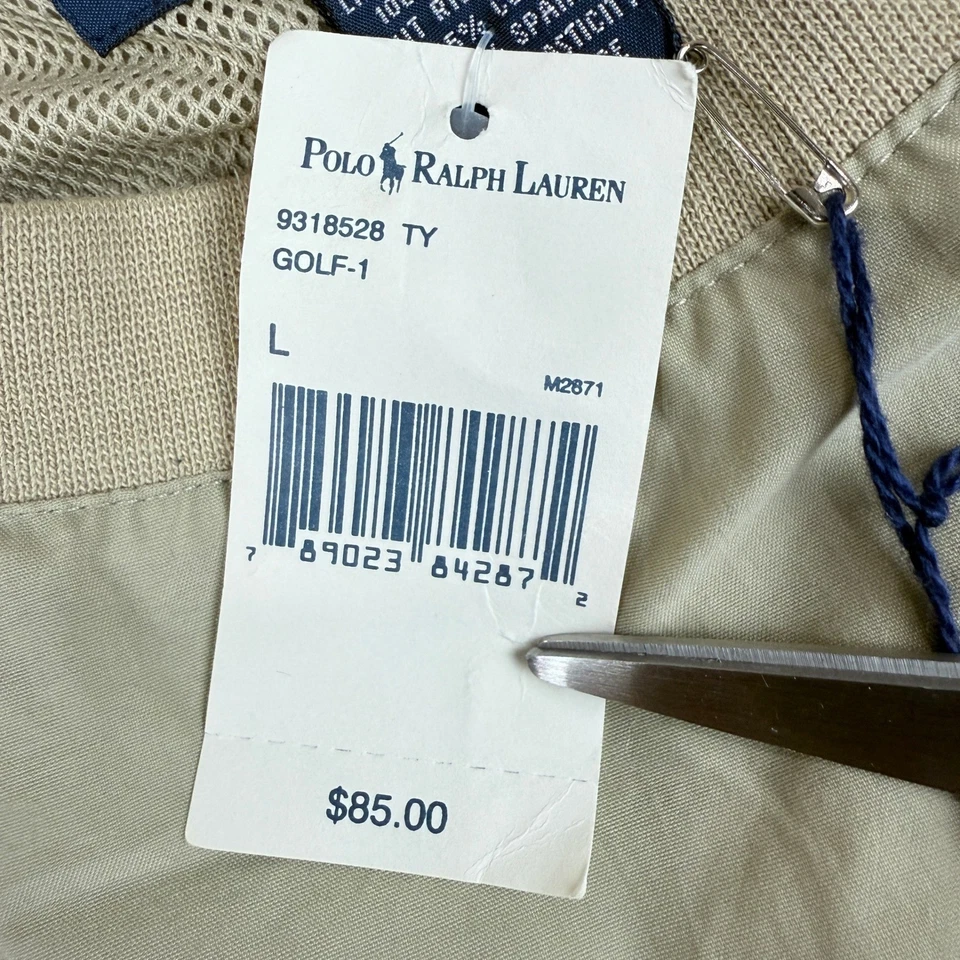 POLO RALPH LAUREN
9318528 TY
GOLF-1
L
M2871
7 89023 84287 2
$85.00